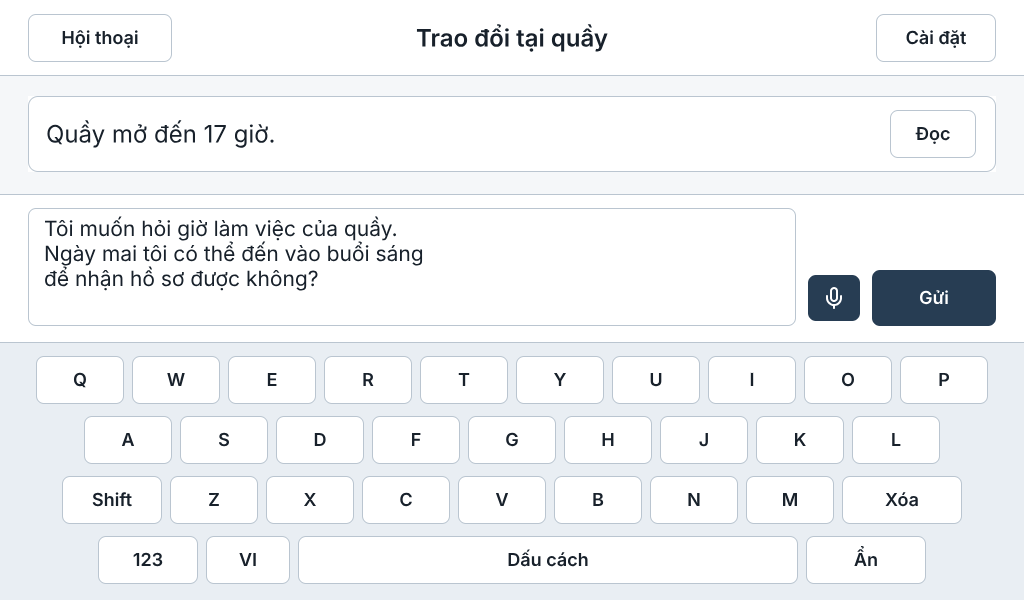 Hội thoại
Trao đổi tại quầy
Cài đặt
Quầy mở đến 17 giờ.
Đọc
Tôi muốn hỏi giờ làm việc của quầy.
Ngày mai tôi có thể đến vào buổi sáng
để nhận hồ sơ được không?
Gửi
Q W E R T Y U I O P
A S D F G H J K L
Shift Z X C V B N M Xóa
123 VI Dấu cách Ẩn